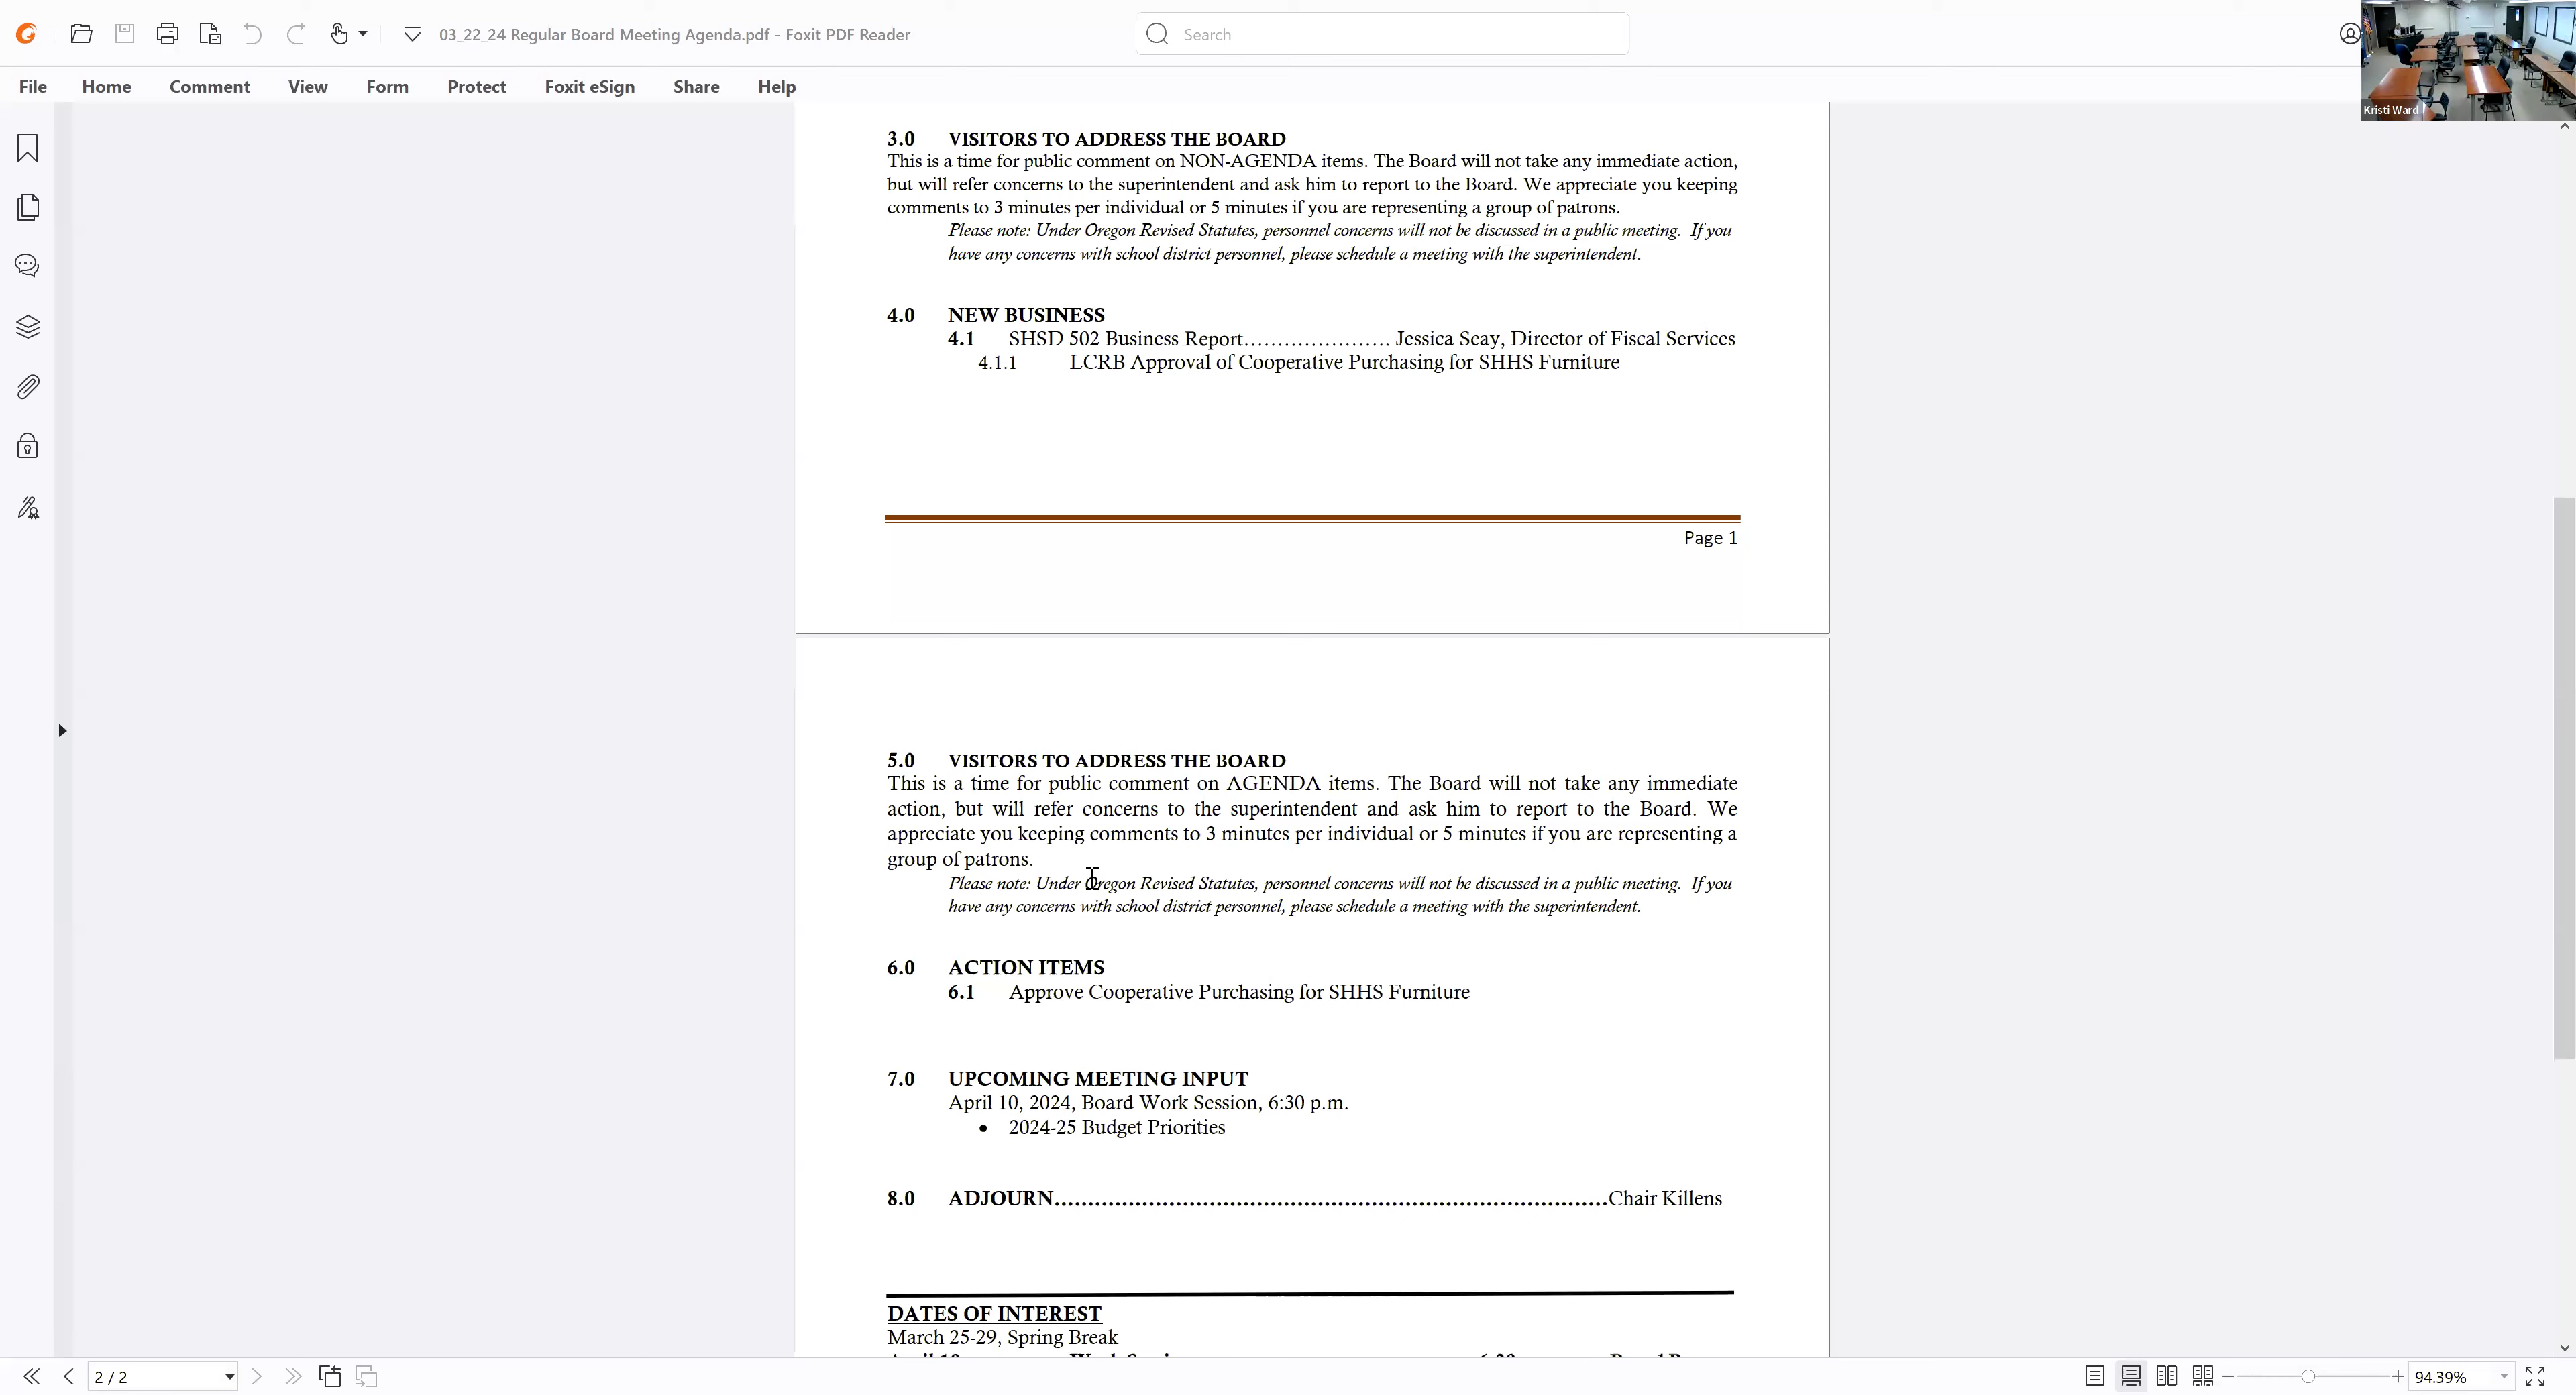 03_22_24 Regular Board Meeting Agenda.pdf - Foxit PDF Reader
Search
File Home Comment View Form Protect Foxit eSign Share Help
Kristi Ward
3.0 VISITORS TO ADDRESS THE BOARD
This is a time for public comment on NON-AGENDA items. The Board will not take any immediate action,
but will refer concerns to the superintendent and ask him to report to the Board. We appreciate you keeping
comments to 3 minutes per individual or 5 minutes if you are representing a group of patrons.
Please note: Under Oregon Revised Statutes, personnel concerns will not be discussed in a public meeting. If you
have any concerns with school district personnel, please schedule a meeting with the superintendent.
4.0 NEW BUSINESS
4.1 SHSD 502 Business Report...................... Jessica Seay, Director of Fiscal Services
4.1.1 LCRB Approval of Cooperative Purchasing for SHHS Furniture
Page 1
5.0 VISITORS TO ADDRESS THE BOARD
This is a time for public comment on AGENDA items. The Board will not take any immediate
action, but will refer concerns to the superintendent and ask him to report to the Board. We
appreciate you keeping comments to 3 minutes per individual or 5 minutes if you are representing a
group of patrons.
Please note: Under Oregon Revised Statutes, personnel concerns will not be discussed in a public meeting. If you
have any concerns with school district personnel, please schedule a meeting with the superintendent.
6.0 ACTION ITEMS
6.1 Approve Cooperative Purchasing for SHHS Furniture
7.0 UPCOMING MEETING INPUT
April 10, 2024, Board Work Session, 6:30 p.m.
• 2024-25 Budget Priorities
8.0 ADJOURN....................................................................................Chair Killens
DATES OF INTEREST
March 25-29, Spring Break
2 / 2
94.39%